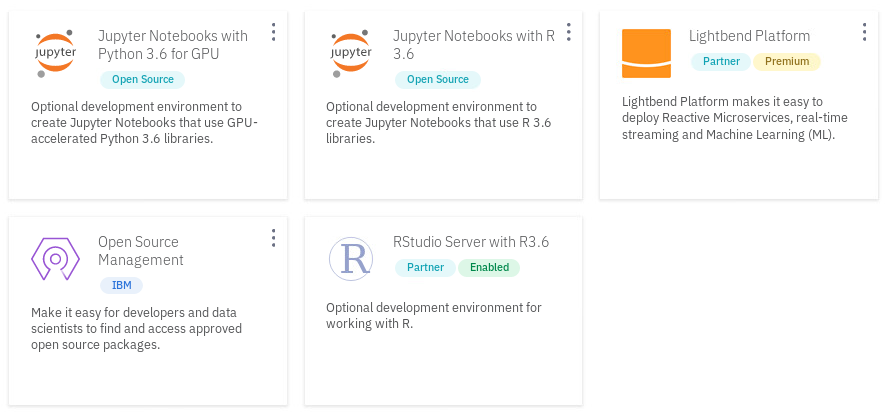 jupyter
Jupyter Notebooks with
Python 3.6 for GPU
Open Source
Optional development environment to
create Jupyter Notebooks that use GPU-
accelerated Python 3.6 libraries.
jupyter
Jupyter Notebooks with R
3.6
Open Source
Optional development environment to
create Jupyter Notebooks that use R 3.6
libraries.
Lightbend Platform
Partner Premium
Lightbend Platform makes it easy to
deploy Reactive Microservices, real-time
streaming and Machine Learning (ML).
Open Source
Management
IBM
Make it easy for developers and data
scientists to find and access approved
open source packages.
R
RStudio Server with R3.6
Partner Enabled
Optional development environment for
working with R.